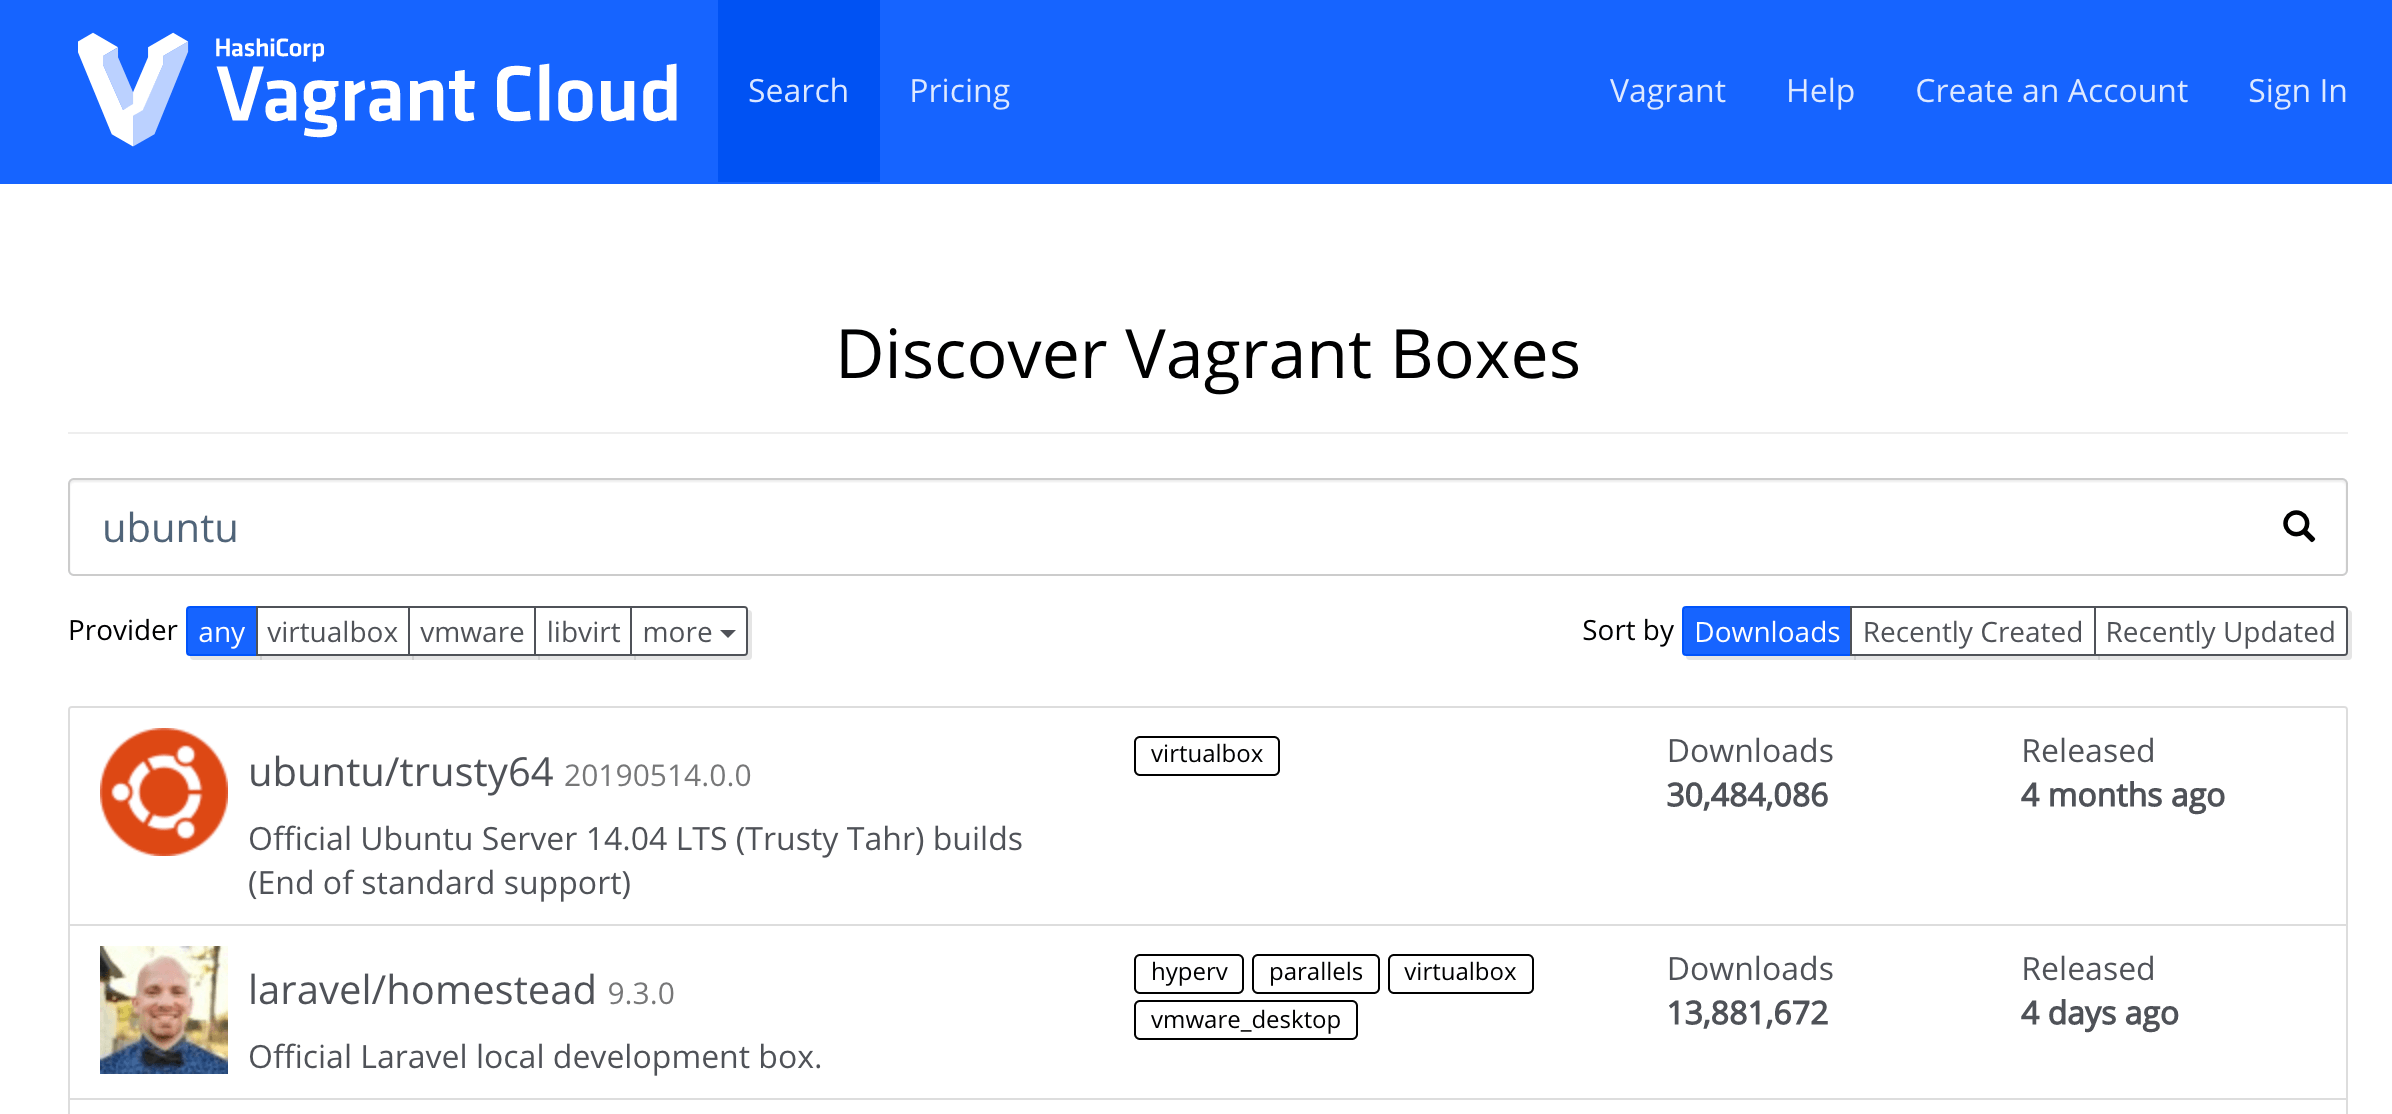 HashiCorp
Vagrant Cloud
Search
Pricing
Vagrant
Help
Create an Account
Sign In
Discover Vagrant Boxes
ubuntu
Provider any virtualbox vmware libvirt more
Sort by Downloads Recently Created Recently Updated
ubuntu/trusty64 20190514.0.0
Official Ubuntu Server 14.04 LTS (Trusty Tahr) builds
(End of standard support)
virtualbox
Downloads
30,484,086
Released
4 months ago
laravel/homestead 9.3.0
Official Laravel local development box.
hyperv parallels virtualbox
vmware_desktop
Downloads
13,881,672
Released
4 days ago